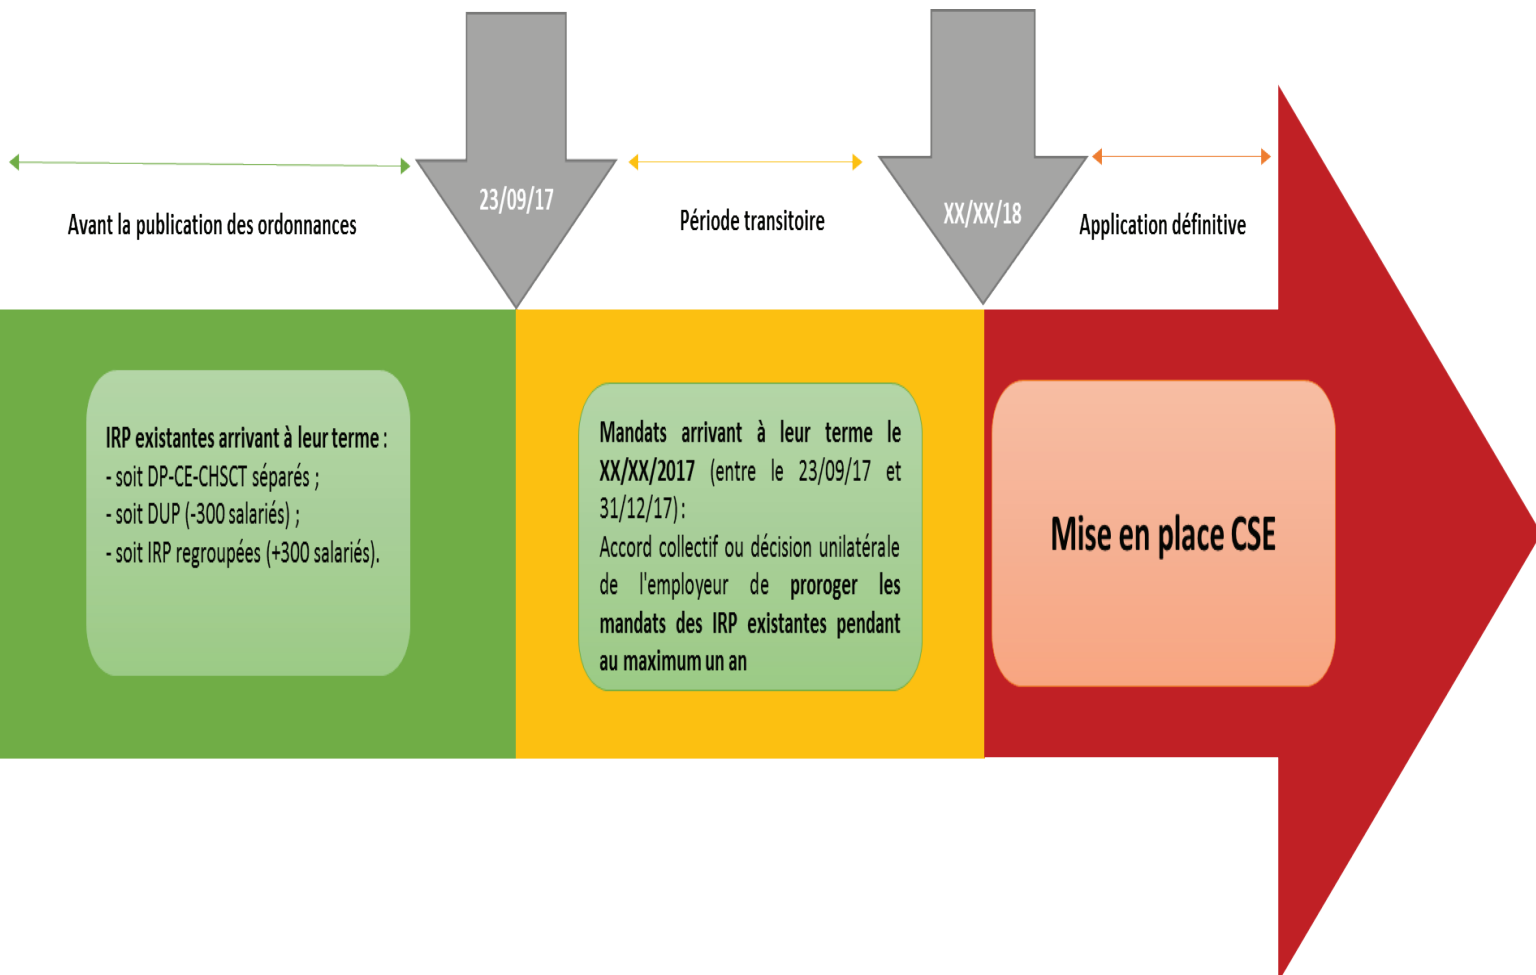 23/09/17
XX/XX/18
Avant la publication des ordonnances
Période transitoire
Application définitive
IRP existantes arrivant à leur terme :
- soit DP-CE-CHSCT séparés ;
- soit DUP (-300 salariés) ;
- soit IRP regroupées (+300 salariés).
Mandats arrivant à leur terme le
XX/XX/2017 (entre le 23/09/17 et
31/12/17) :
Accord collectif ou décision unilatérale
de l'employeur de proroger les
mandats des IRP existantes pendant
au maximum un an
Mise en place CSE